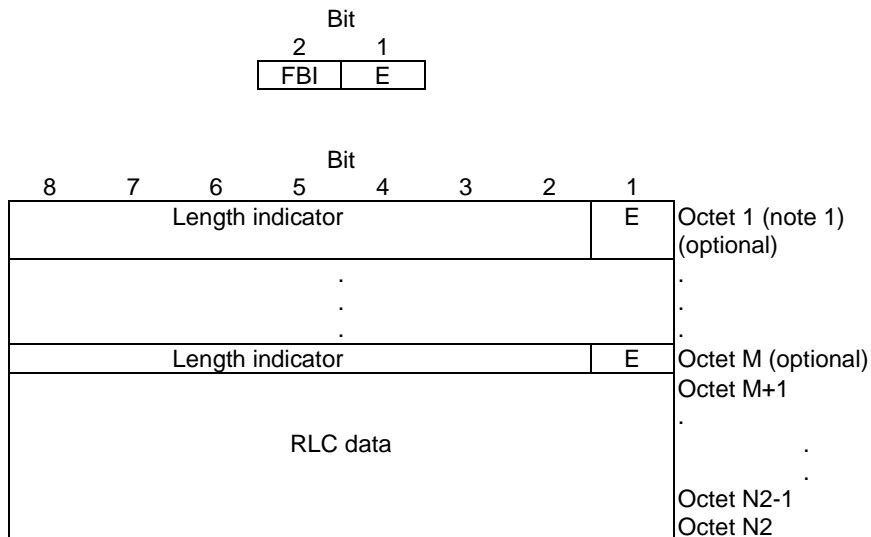 Bit
2 1
FBI E
Bit
8 7 6 5 4 3 2 1
Length indicator E Octet 1 (note 1)
(optional)
. .
. .
. .
Length indicator E Octet M (optional)
Octet M+1
.
RLC data .
.
Octet N2-1
Octet N2